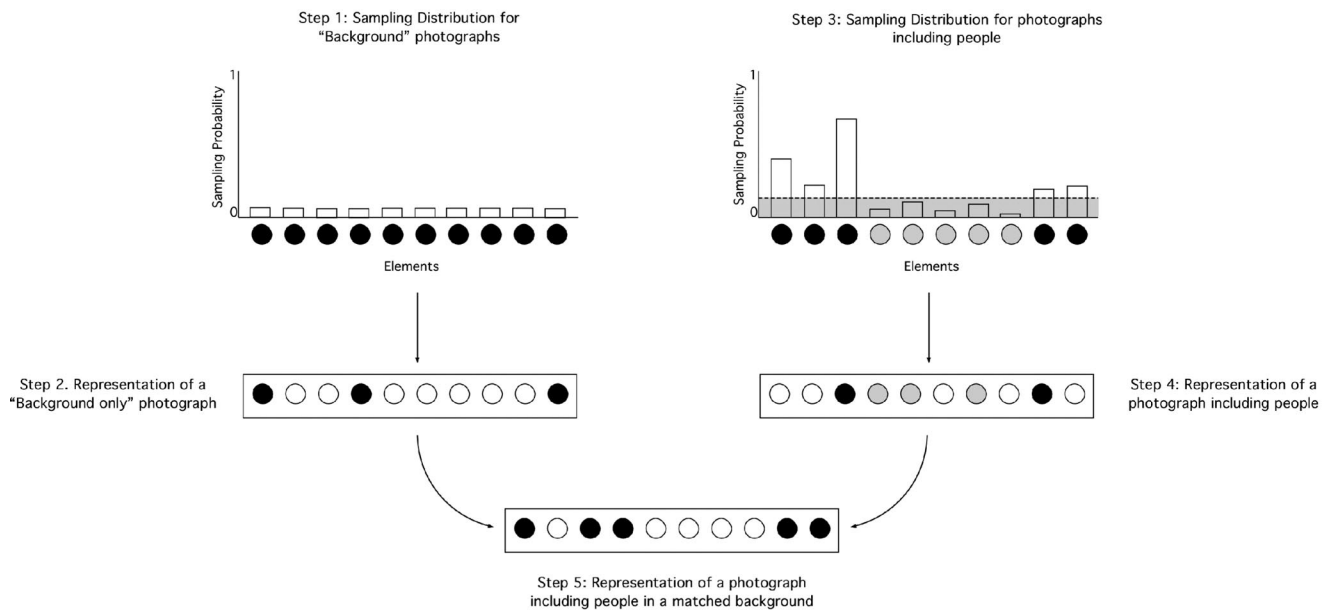 Step 1: Sampling Distribution for
“Background” photographs
1
Sampling Probability
0
Elements
Step 3: Sampling Distribution for photographs
including people
1
Sampling Probability
0
Elements
Step 2. Representation of a
“Background only” photograph
Step 4: Representation of a
photograph including people
Step 5: Representation of a photograph
including people in a matched background